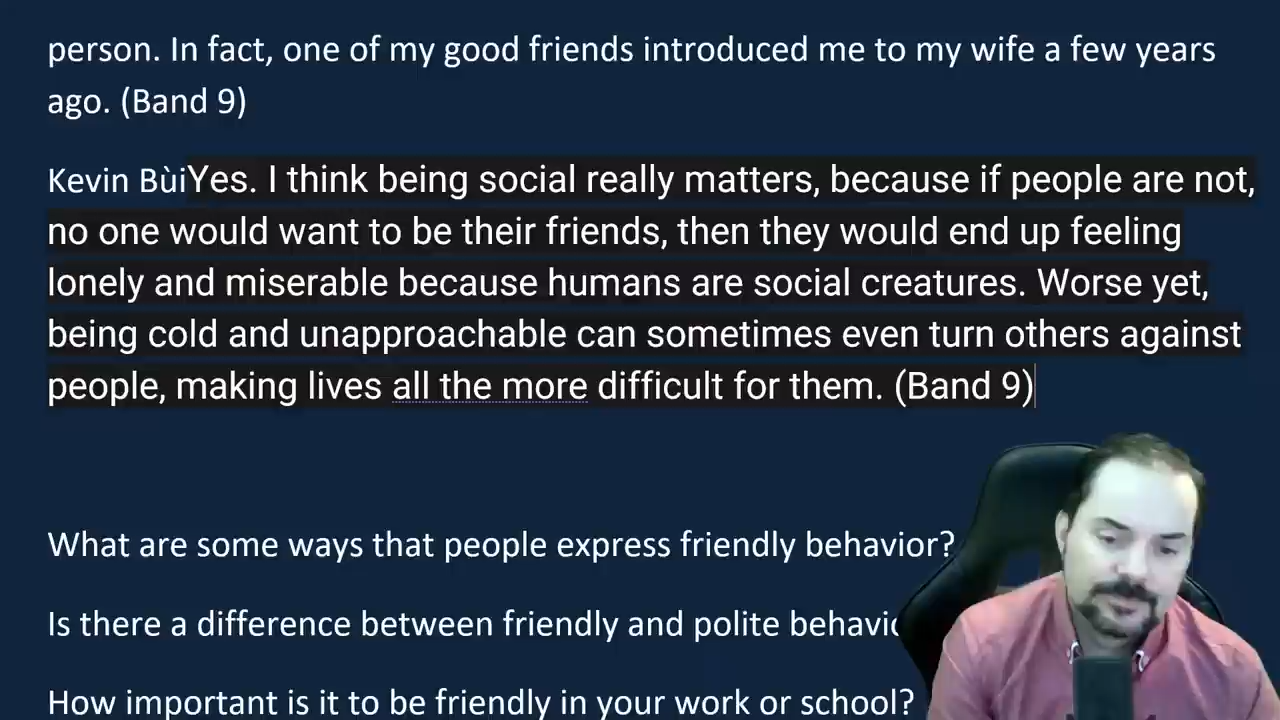 person. In fact, one of my good friends introduced me to my wife a few years
ago. (Band 9)
Kevin BùiYes. I think being social really matters, because if people are not,
no one would want to be their friends, then they would end up feeling
lonely and miserable because humans are social creatures. Worse yet,
being cold and unapproachable can sometimes even turn others against
people, making lives all the more difficult for them. (Band 9)
What are some ways that people express friendly behavior?
Is there a difference between friendly and polite
How important is it to be friendly in your work or school?